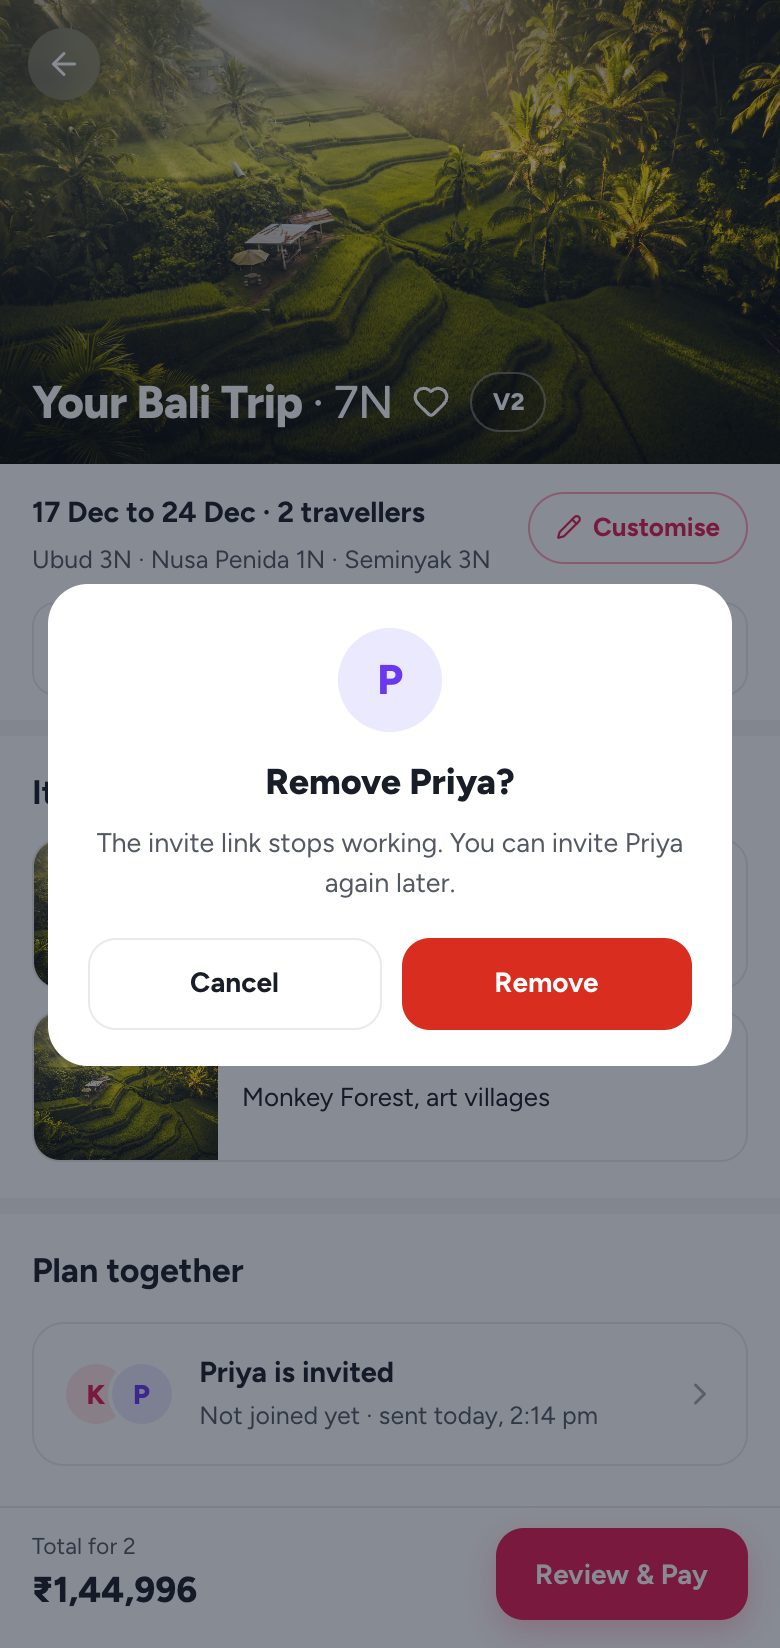 Your Bali Trip · 7N
V2
17 Dec to 24 Dec · 2 travellers
Customise
Ubud 3N · Nusa Penida 1N · Seminyak 3N
P
Remove Priya?
The invite link stops working. You can invite Priya
again later.
Cancel
Remove
Monkey Forest, art villages
Plan together
K
P
Priya is invited
Not joined yet · sent today, 2:14 pm
Total for 2
₹1,44,996
Review & Pay